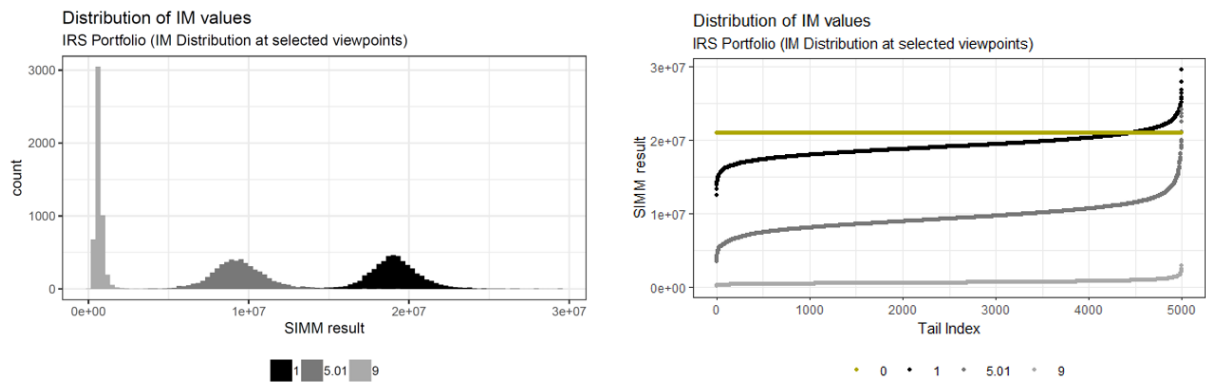 Distribution of IM values
IRS Portfolio (IM Distribution at selected viewpoints)
3000
2000
1000
0
count
0e+00 1e+07 2e+07 3e+07
SIMM result
1 5.01 9
Distribution of IM values
IRS Portfolio (IM Distribution at selected viewpoints)
3e+07
2e+07
1e+07
0e+00
SIMM result
0 1000 2000 3000 4000 5000
Tail Index
0 1 5.01 9